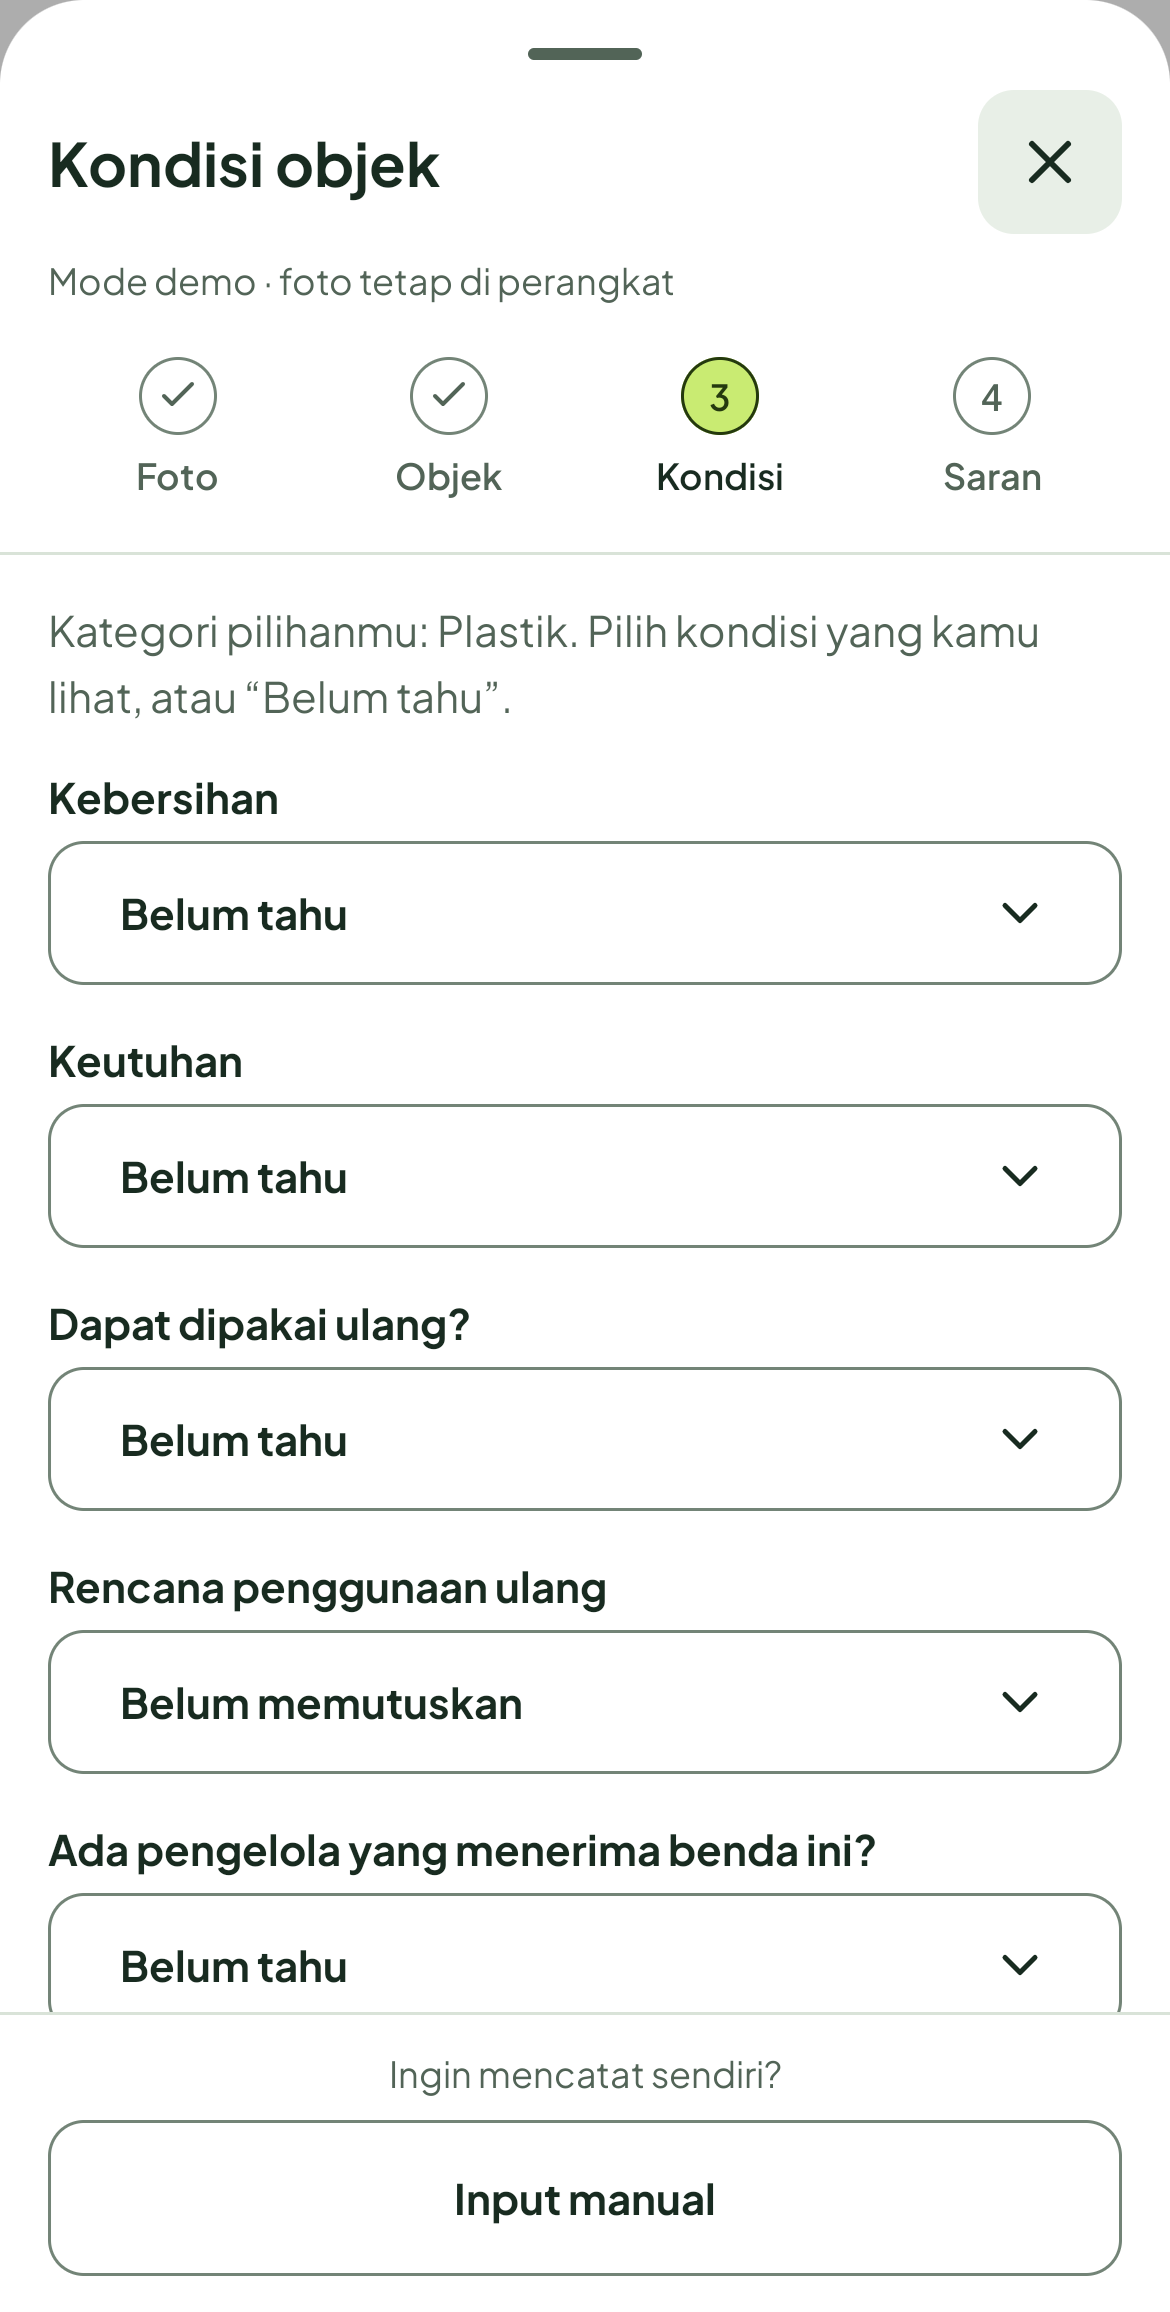 Kondisi objek
Mode demo · foto tetap di perangkat
3
4
Foto
Objek
Kondisi
Saran
Kategori pilihanmu: Plastik. Pilih kondisi yang kamu
lihat, atau “Belum tahu”.
Kebersihan
Belum tahu
Keutuhan
Belum tahu
Dapat dipakai ulang?
Belum tahu
Rencana penggunaan ulang
Belum memutuskan
Ada pengelola yang menerima benda ini?
Belum tahu
Ingin mencatat sendiri?
Input manual